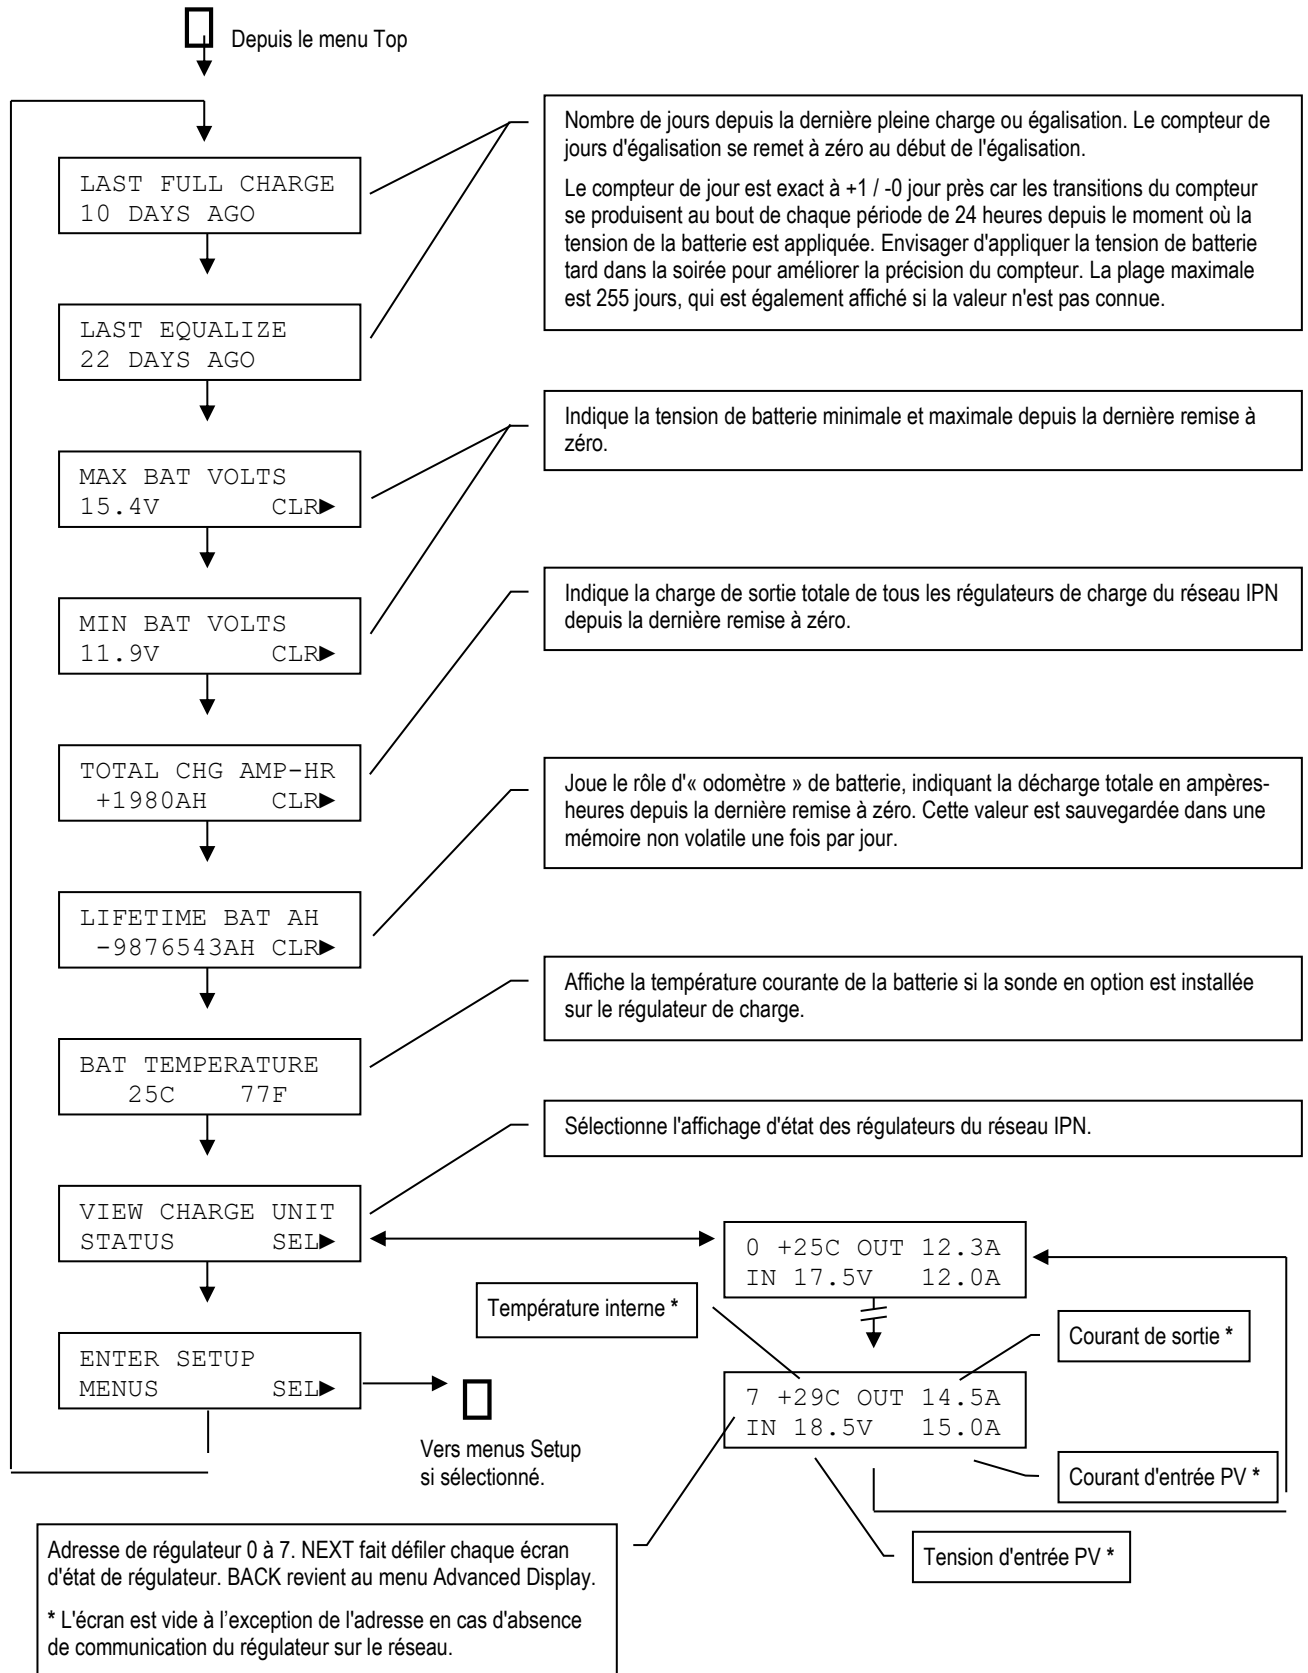 Depuis le menu Top
LAST FULL CHARGE
10 DAYS AGO
Nombre de jours depuis la dernière pleine charge ou égalisation. Le compteur de
jours d'égalisation se remet à zéro au début de l'égalisation.
Le compteur de jour est exact à +1 / -0 jour près car les transitions du compteur
se produisent au bout de chaque période de 24 heures depuis le moment où la
tension de la batterie est appliquée. Envisager d'appliquer la tension de batterie
tard dans la soirée pour améliorer la précision du compteur. La plage maximale
est 255 jours, qui est également affiché si la valeur n'est pas connue.
LAST EQUALIZE
22 DAYS AGO
MAX BAT VOLTS
15.4V CLR►
Indique la tension de batterie minimale et maximale depuis la dernière remise à
zéro.
MIN BAT VOLTS
11.9V CLR►
Indique la charge de sortie totale de tous les régulateurs de charge du réseau IPN
depuis la dernière remise à zéro.
TOTAL CHG AMP-HR
+1980AH CLR►
Joue le rôle d'« odomètre » de batterie, indiquant la décharge totale en ampères-
heures depuis la dernière remise à zéro. Cette valeur est sauvegardée dans une
mémoire non volatile une fois par jour.
LIFETIME BAT AH
-9876543AH CLR►
Affiche la température courante de la batterie si la sonde en option est installée
sur le régulateur de charge.
BAT TEMPERATURE
25C 77F
Sélectionne l'affichage d'état des régulateurs du réseau IPN.
VIEW CHARGE UNIT
STATUS SEL►
0 +25C OUT 12.3A
IN 17.5V 12.0A
Température interne *
Courant de sortie *
ENTER SETUP
MENUS SEL►
7 +29C OUT 14.5A
IN 18.5V 15.0A
Vers menus Setup
si sélectionné.
Courant d'entrée PV *
Tension d'entrée PV *
Adresse de régulateur 0 à 7. NEXT fait défiler chaque écran
d'état de régulateur. BACK revient au menu Advanced Display.
* L'écran est vide à l’exception de l'adresse en cas d'absence
de communication du régulateur sur le réseau.